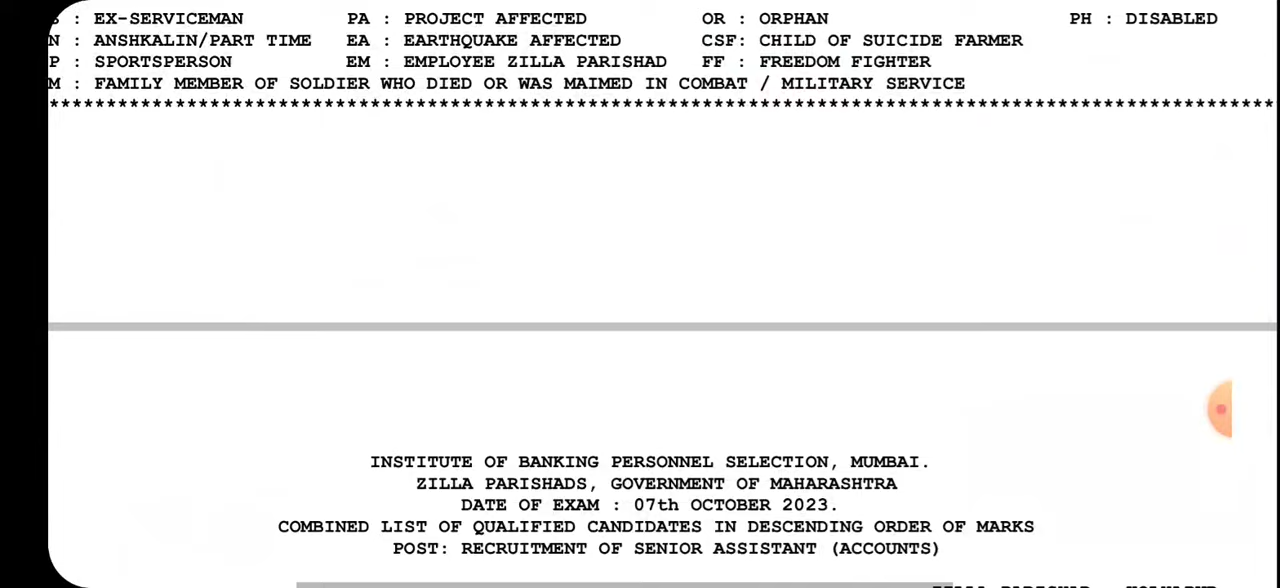 : EX-SERVICEMAN PA : PROJECT AFFECTED OR : ORPHAN PH : DISABLED
N : ANSHKALIN/PART TIME EA : EARTHQUAKE AFFECTED CSF: CHILD OF SUICIDE FARMER
P : SPORTSPERSON EM : EMPLOYEE ZILLA PARISHAD FF : FREEDOM FIGHTER
M : FAMILY MEMBER OF SOLDIER WHO DIED OR WAS MAIMED IN COMBAT / MILITARY SERVICE
***********************************************************************************************************
INSTITUTE OF BANKING PERSONNEL SELECTION, MUMBAI.
ZILLA PARISHADS, GOVERNMENT OF MAHARASHTRA
DATE OF EXAM : 07th OCTOBER 2023.
COMBINED LIST OF QUALIFIED CANDIDATES IN DESCENDING ORDER OF MARKS
POST: RECRUITMENT OF SENIOR ASSISTANT (ACCOUNTS)